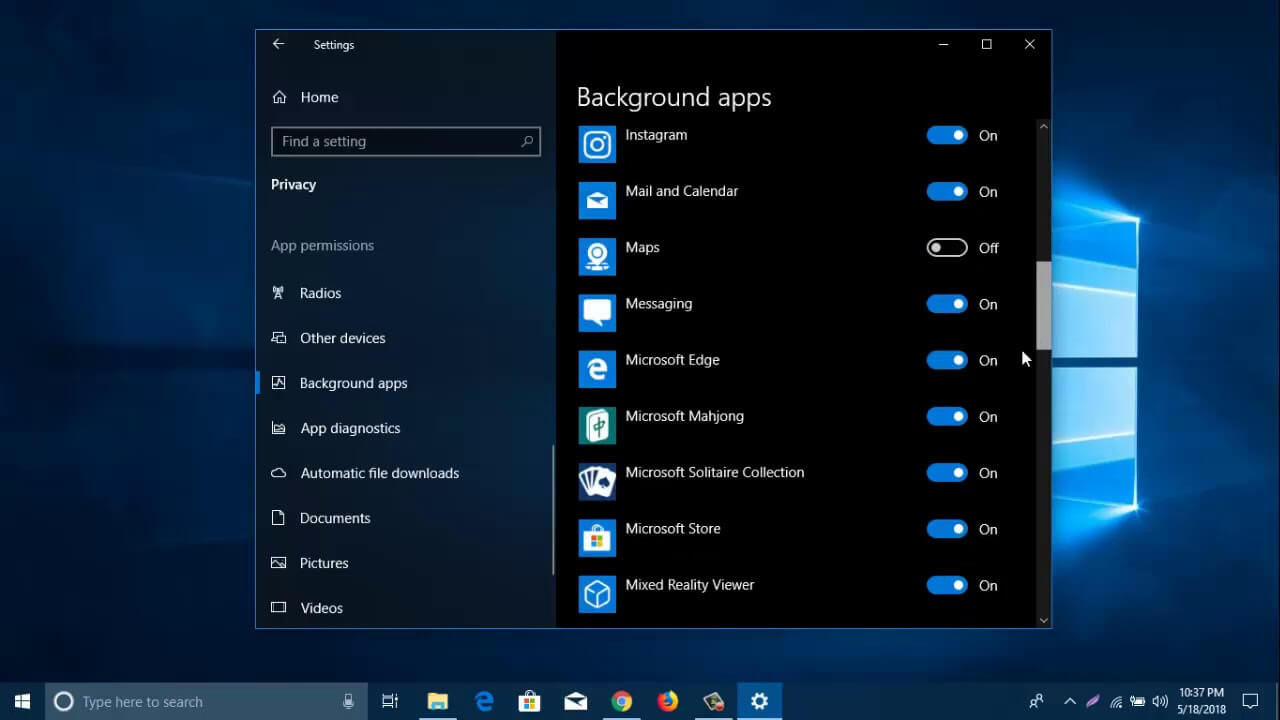 Settings
Home
Find a setting
Privacy
App permissions
Radios
Other devices
Background apps
App diagnostics
Automatic file downloads
Documents
Pictures
Videos
Background apps
Instagram On
Mail and Calendar On
Maps Off
Messaging On
Microsoft Edge On
Microsoft Mahjong On
Microsoft Solitaire Collection On
Microsoft Store On
Mixed Reality Viewer On
Type here to search
10:37 PM
5/18/2018